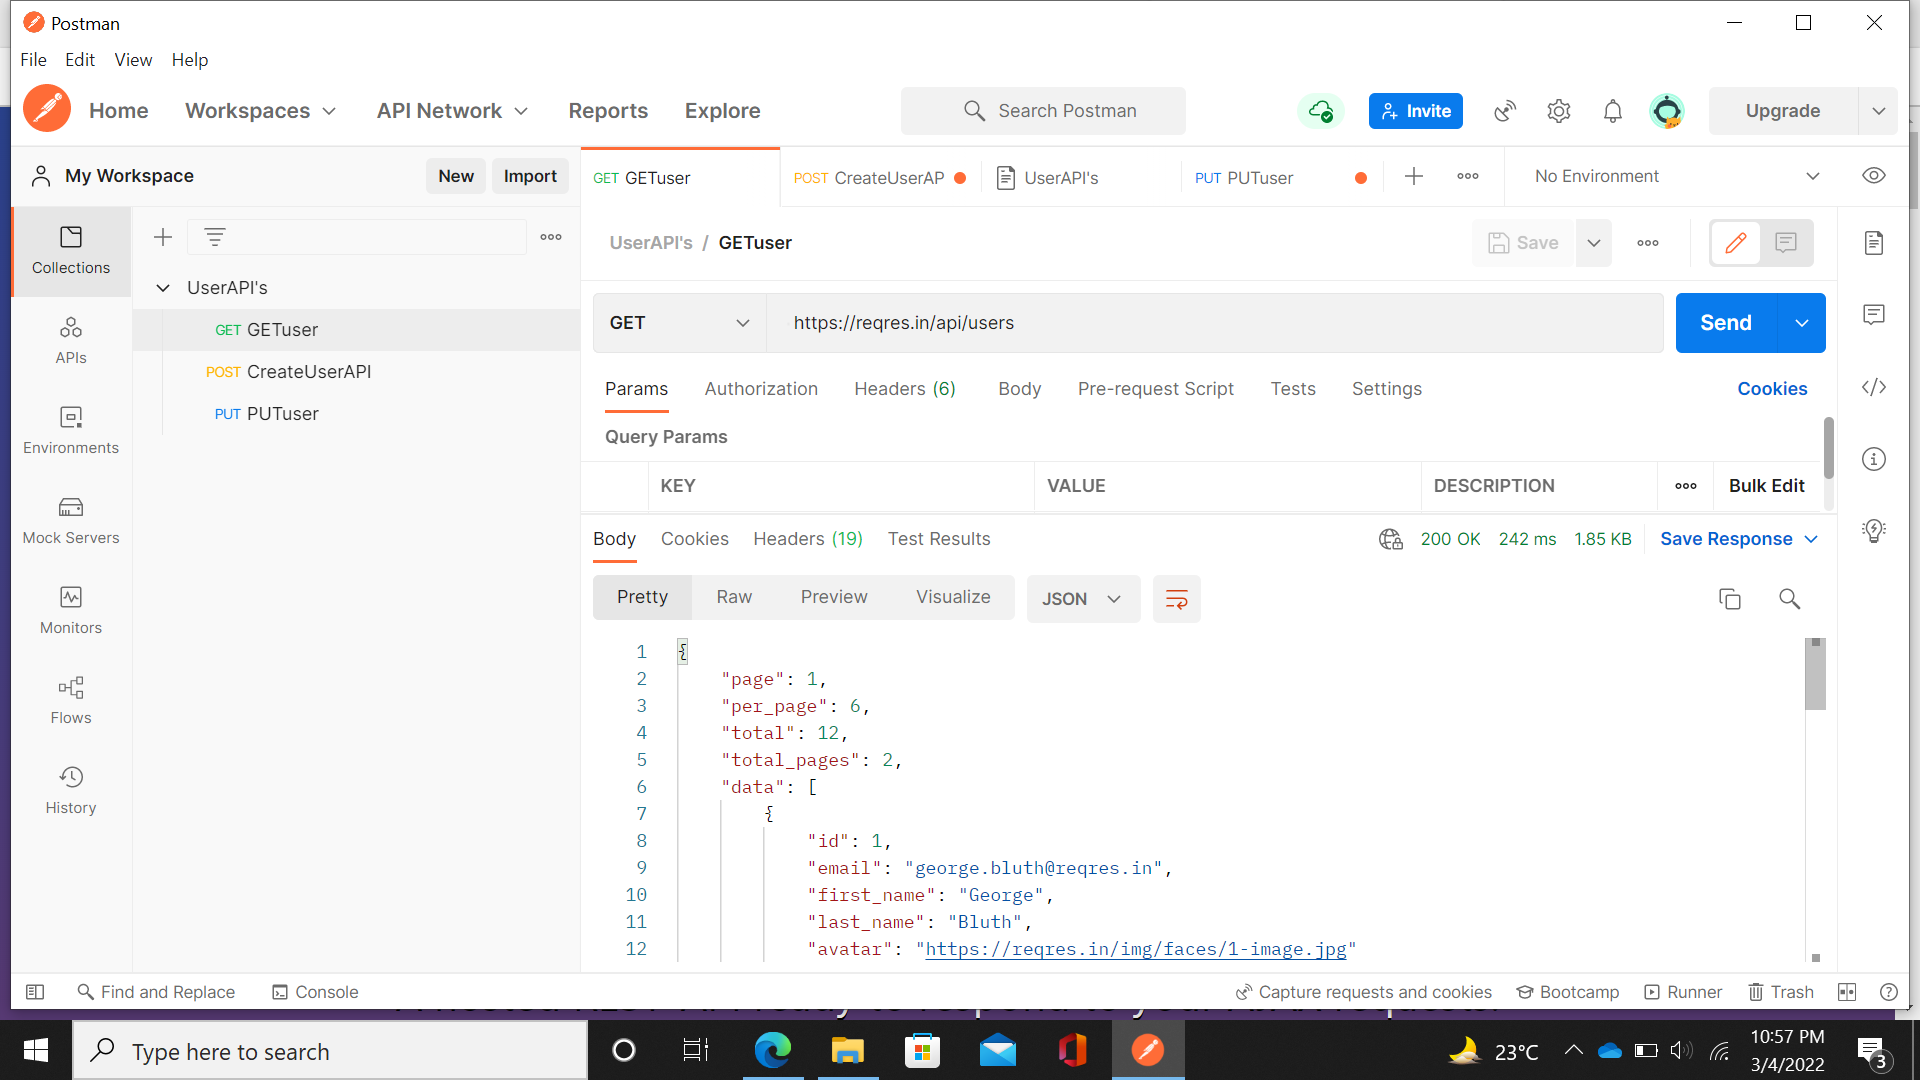 Postman
File Edit View Help
Home Workspaces API Network Reports Explore Search Postman Invite Upgrade
My Workspace New Import
GET GETuser POST CreateUserAP UserAPI's PUT PUTuser No Environment
Collections
APIs
Environments
Mock Servers
Monitors
Flows
History
UserAPI's
GET GETuser
POST CreateUserAPI
PUT PUTuser
UserAPI's / GETuser Save
GET https://reqres.in/api/users Send
Params Authorization Headers (6) Body Pre-request Script Tests Settings Cookies
Query Params
KEY VALUE DESCRIPTION Bulk Edit
Body Cookies Headers (19) Test Results 200 OK 242 ms 1.85 KB Save Response
Pretty Raw Preview Visualize JSON
1 {
2 "page": 1,
3 "per_page": 6,
4 "total": 12,
5 "total_pages": 2,
6 "data": [
7 {
8 "id": 1,
9 "email": "george.bluth@reqres.in",
10 "first_name": "George",
11 "last_name": "Bluth",
12 "avatar": "https://reqres.in/img/faces/1-image.jpg"
Find and Replace Console Capture requests and cookies Bootcamp Runner Trash
Type here to search 23°C 10:57 PM
3/4/2022 3